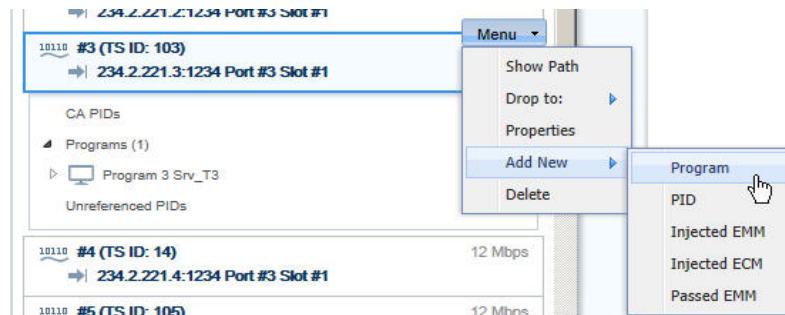 234.2.221.2:1234 Port #3 Slot #1
Menu
10110 #3 (TS ID: 103)
234.2.221.3:1234 Port #3 Slot #1
CA PIDs
Programs (1)
Program 3 Srv_T3
Unreferenced PIDs
10110 #4 (TS ID: 14) 12 Mbps
234.2.221.4:1234 Port #3 Slot #1
10110 #5 (TS ID: 105) 12 Mbps
Show Path
Drop to:
Properties
Add New
Delete
Program
PID
Injected EMM
Injected ECM
Passed EMM